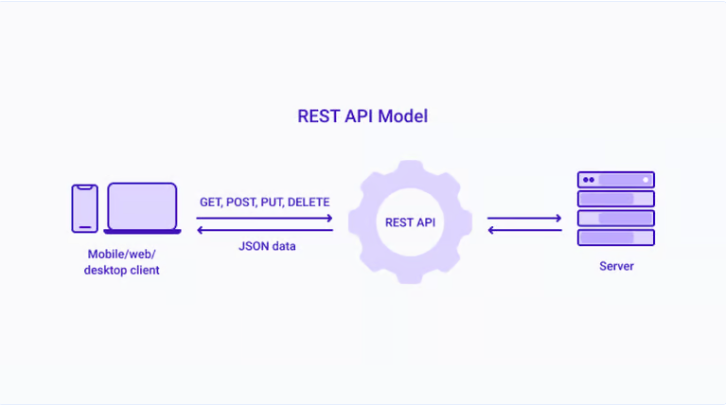 REST API Model
GET, POST, PUT, DELETE
REST API
JSON data
Mobile/web/
desktop client
Server